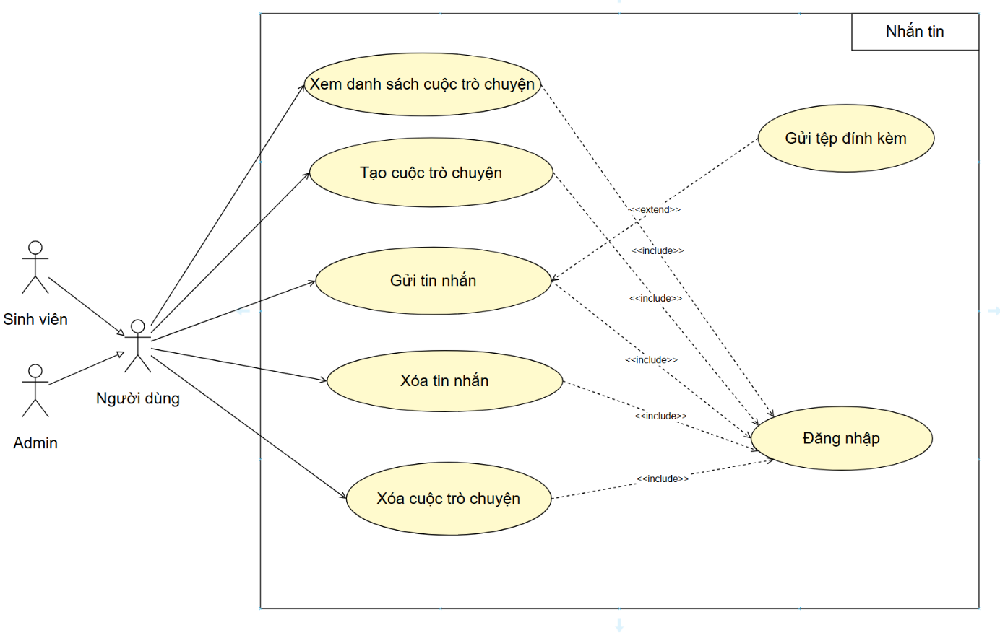 Nhắn tin
Xem danh sách cuộc trò chuyện
Gửi tệp đính kèm
Tạo cuộc trò chuyện
<<extend>>
<<include>>
Gửi tin nhắn
<<include>>
Sinh viên
<<include>>
Xóa tin nhắn
Người dùng
<<include>>
Đăng nhập
Admin
<<include>>
Xóa cuộc trò chuyện